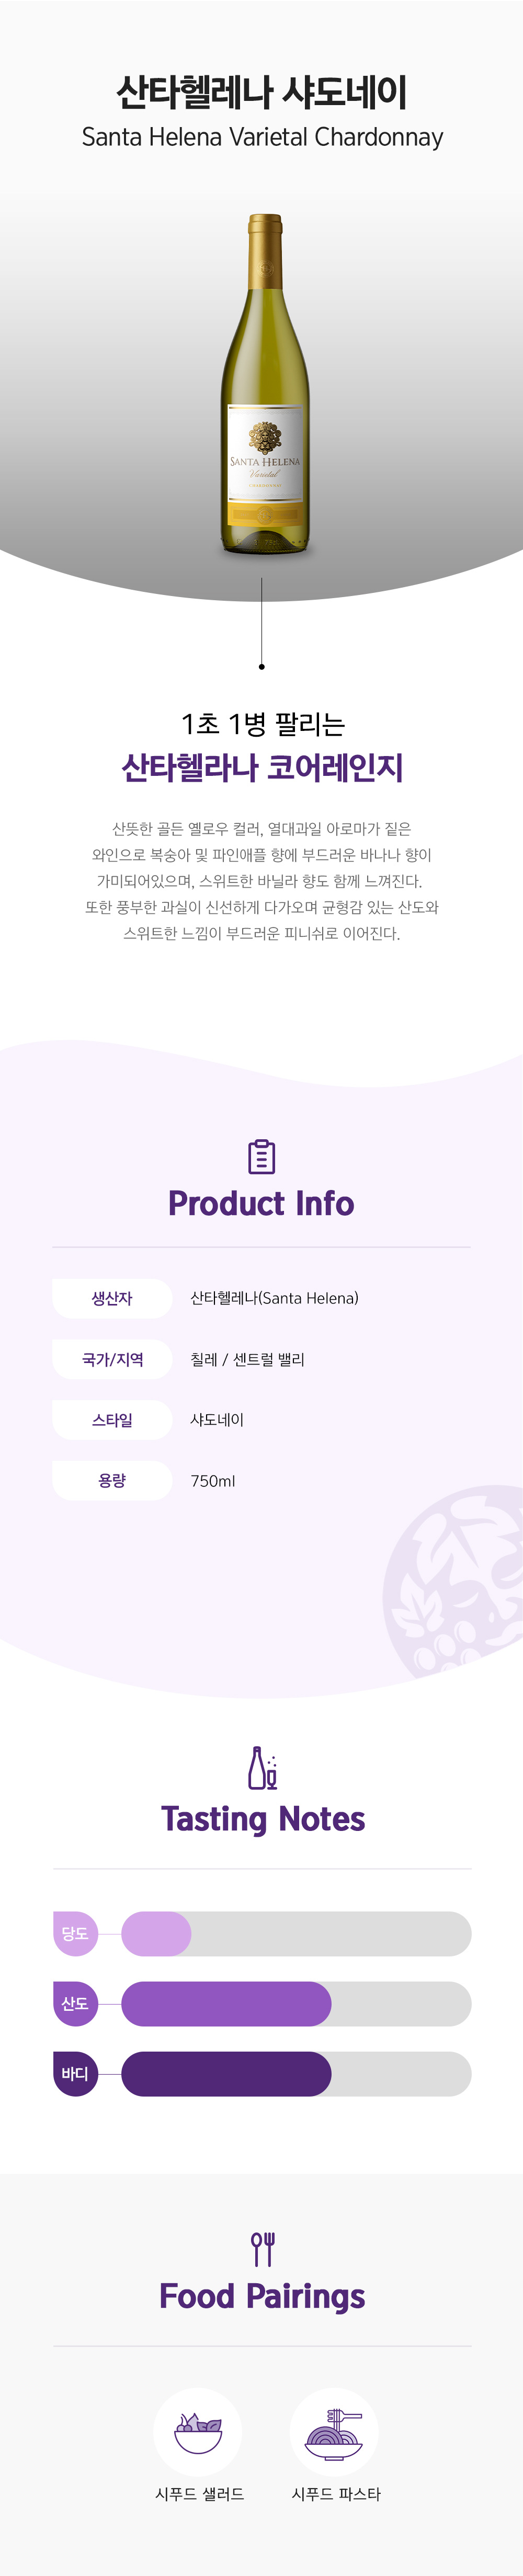 산타헬레나 샤도네이
Santa Helena Varietal Chardonnay
SANTA HELENA
Varietal
CHARDONNAY
1초 1병 팔리는
산타헬라나 코어레인지
산뜻한 골든 옐로우 컬러, 열대과일 아로마가 짙은
와인으로 복숭아 및 파인애플 향에 부드러운 바나나 향이
가미되어있으며, 스위트한 바닐라 향도 함께 느껴진다.
또한 풍부한 과실이 신선하게 다가오며 균형감 있는 산도와
스위트한 느낌이 부드러운 피니쉬로 이어진다.
Product Info
생산자 산타헬레나(Santa Helena)
국가/지역 칠레 / 센트럴 밸리
스타일 샤도네이
용량 750ml
Tasting Notes
당도
산도
바디
Food Pairings
시푸드 샐러드 시푸드 파스타